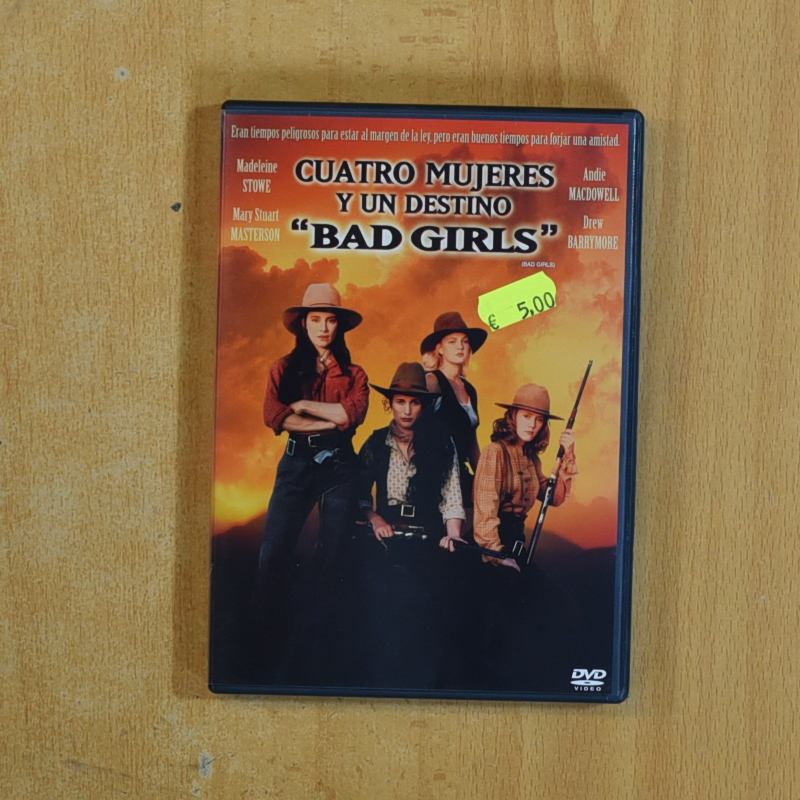 Eran tiempos peligrosos para estar al margen de la ley, pero eran buenos tiempos para forjar una amistad.
Madeleine
STOWE
Mary Stuart
MASTERSON
CUATRO MUJERES
Y UN DESTINO
"BAD GIRLS"
(BAD GIRLS)
Andie
MACDOWELL
Drew
BARRYMORE
€ 5,00
DVD
VIDEO